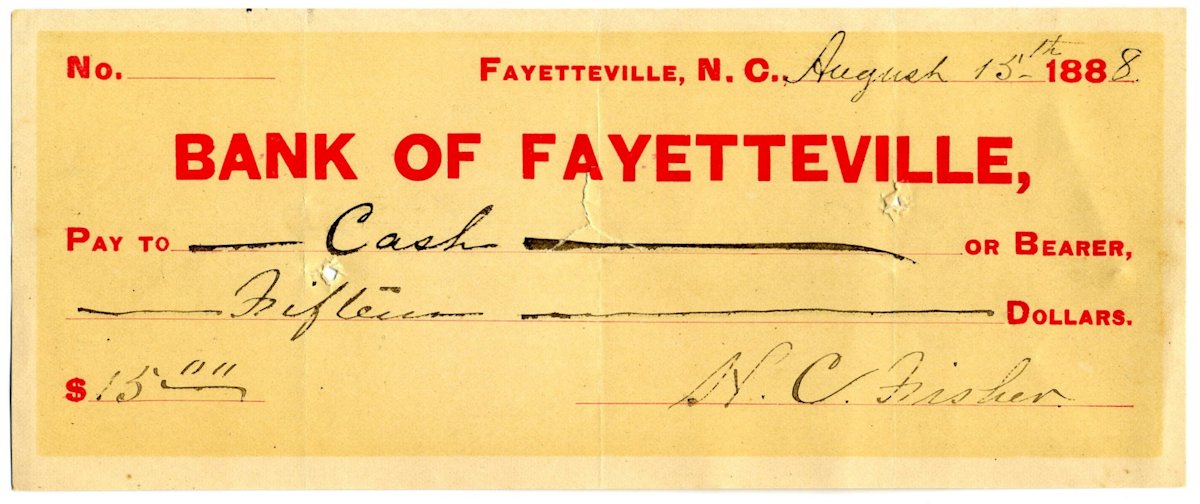 No. FAYETTEVILLE, N. C., August 15th 1888
BANK OF FAYETTEVILLE,
PAY TO Cash OR BEARER,
Fifteen DOLLARS.
$ 15.00
N. C. Fisher